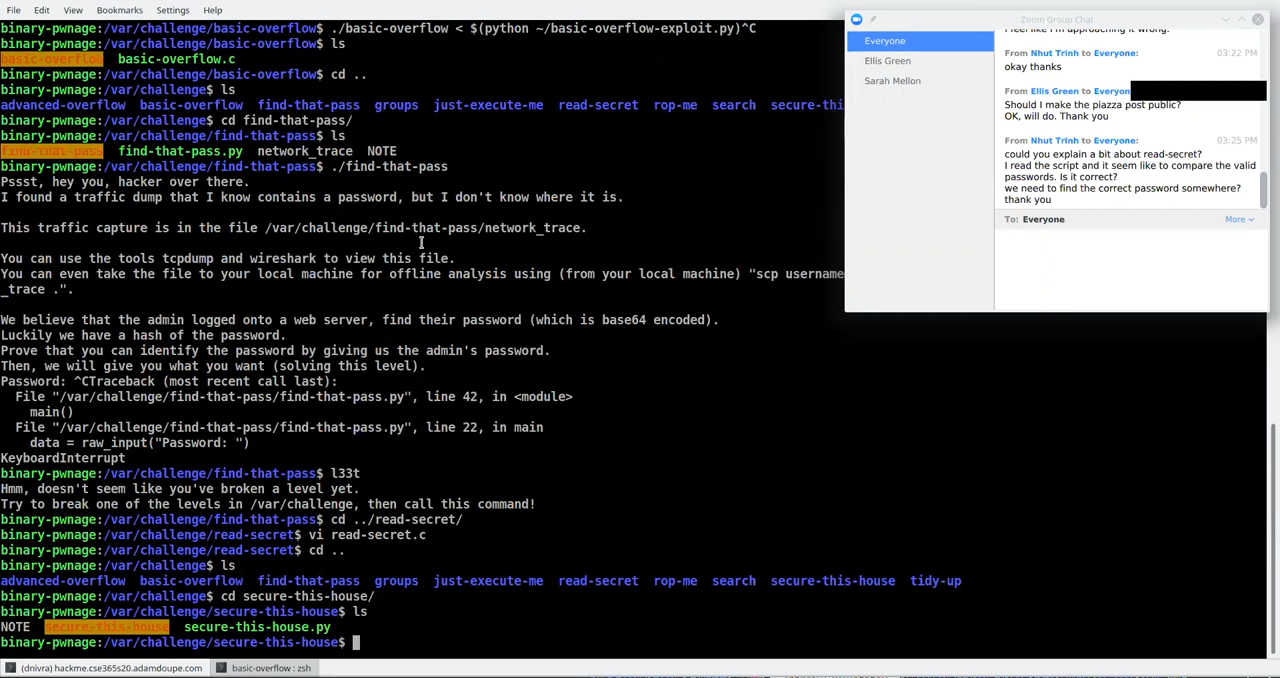 File Edit View Bookmarks Settings Help
binary-pwnage:/var/challenge/basic-overflow$ ./basic-overflow < $(python ~/basic-overflow-exploit.py)^C
binary-pwnage:/var/challenge/basic-overflow$ ls
basic-overflow basic-overflow.c
binary-pwnage:/var/challenge/basic-overflow$ cd ..
binary-pwnage:/var/challenge$ ls
advanced-overflow basic-overflow find-that-pass groups just-execute-me read-secret rop-me search secure-this
binary-pwnage:/var/challenge$ cd find-that-pass/
binary-pwnage:/var/challenge/find-that-pass$ ls
find-that-pass find-that-pass.py network_trace NOTE
binary-pwnage:/var/challenge/find-that-pass$ ./find-that-pass
Pssst, hey you, hacker over there.
I found a traffic dump that I know contains a password, but I don't know where it is.
This traffic capture is in the file /var/challenge/find-that-pass/network_trace.
You can use the tools tcpdump and wireshark to view this file.
You can even take the file to your local machine for offline analysis using (from your local machine) "scp username
_trace .".
We believe that the admin logged onto a web server, find their password (which is base64 encoded).
Luckily we have a hash of the password.
Prove that you can identify the password by giving us the admin's password.
Then, we will give you what you want (solving this level).
Password: ^CTraceback (most recent call last):
File "/var/challenge/find-that-pass/find-that-pass.py", line 42, in <module>
main()
File "/var/challenge/find-that-pass/find-that-pass.py", line 22, in main
data = raw_input("Password: ")
KeyboardInterrupt
binary-pwnage:/var/challenge/find-that-pass$ l33t
Hmm, doesn't seem like you've broken a level yet.
Try to break one of the levels in /var/challenge, then call this command!
binary-pwnage:/var/challenge/find-that-pass$ cd ../read-secret/
binary-pwnage:/var/challenge/read-secret$ vi read-secret.c
binary-pwnage:/var/challenge/read-secret$ cd ..
binary-pwnage:/var/challenge$ ls
advanced-overflow basic-overflow find-that-pass groups just-execute-me read-secret rop-me search secure-this-house tidy-up
binary-pwnage:/var/challenge$ cd secure-this-house/
binary-pwnage:/var/challenge/secure-this-house$ ls
NOTE secure-this-house secure-this-house.py
binary-pwnage:/var/challenge/secure-this-house$
Zoom Group Chat
Everyone
Ellis Green
Sarah Mellon
I feel like I'm approaching it wrong.
From Nhut Trinh to Everyone: 03:22 PM
okay thanks
From Ellis Green to Everyon
Should I make the piazza post public?
OK, will do. Thank you
From Nhut Trinh to Everyone: 03:25 PM
could you explain a bit about read-secret?
I read the script and it seem like to compare the valid
passwords. Is it correct?
we need to find the correct password somewhere?
thank you
To: Everyone More
(dnivra) hackme.cse365s20.adamdoupe.com basic-overflow : zsh